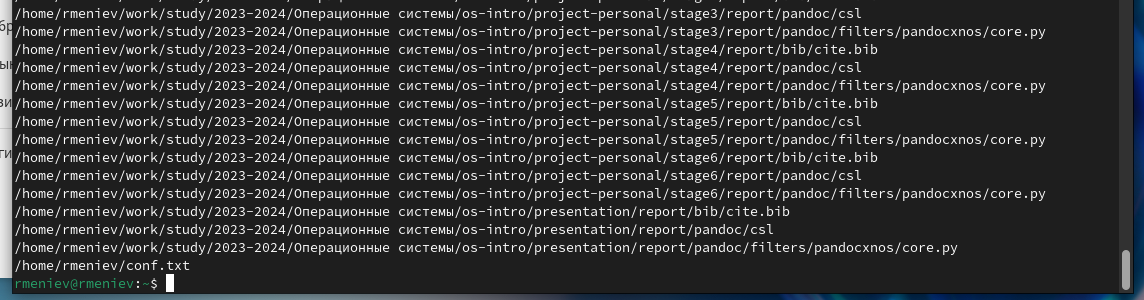 /home/rmeniev/work/study/2023-2024/Операционные системы/os-intro/project-personal/stage3/report/pandoc/csl
/home/rmeniev/work/study/2023-2024/Операционные системы/os-intro/project-personal/stage3/report/pandoc/filters/pandocxnos/core.py
/home/rmeniev/work/study/2023-2024/Операционные системы/os-intro/project-personal/stage4/report/bib/cite.bib
/home/rmeniev/work/study/2023-2024/Операционные системы/os-intro/project-personal/stage4/report/pandoc/csl
/home/rmeniev/work/study/2023-2024/Операционные системы/os-intro/project-personal/stage4/report/pandoc/filters/pandocxnos/core.py
/home/rmeniev/work/study/2023-2024/Операционные системы/os-intro/project-personal/stage5/report/bib/cite.bib
/home/rmeniev/work/study/2023-2024/Операционные системы/os-intro/project-personal/stage5/report/pandoc/csl
/home/rmeniev/work/study/2023-2024/Операционные системы/os-intro/project-personal/stage5/report/pandoc/filters/pandocxnos/core.py
/home/rmeniev/work/study/2023-2024/Операционные системы/os-intro/project-personal/stage6/report/bib/cite.bib
/home/rmeniev/work/study/2023-2024/Операционные системы/os-intro/project-personal/stage6/report/pandoc/csl
/home/rmeniev/work/study/2023-2024/Операционные системы/os-intro/project-personal/stage6/report/pandoc/filters/pandocxnos/core.py
/home/rmeniev/work/study/2023-2024/Операционные системы/os-intro/presentation/report/bib/cite.bib
/home/rmeniev/work/study/2023-2024/Операционные системы/os-intro/presentation/report/pandoc/csl
/home/rmeniev/work/study/2023-2024/Операционные системы/os-intro/presentation/report/pandoc/filters/pandocxnos/core.py
/home/rmeniev/conf.txt
rmeniev@rmeniev:~$